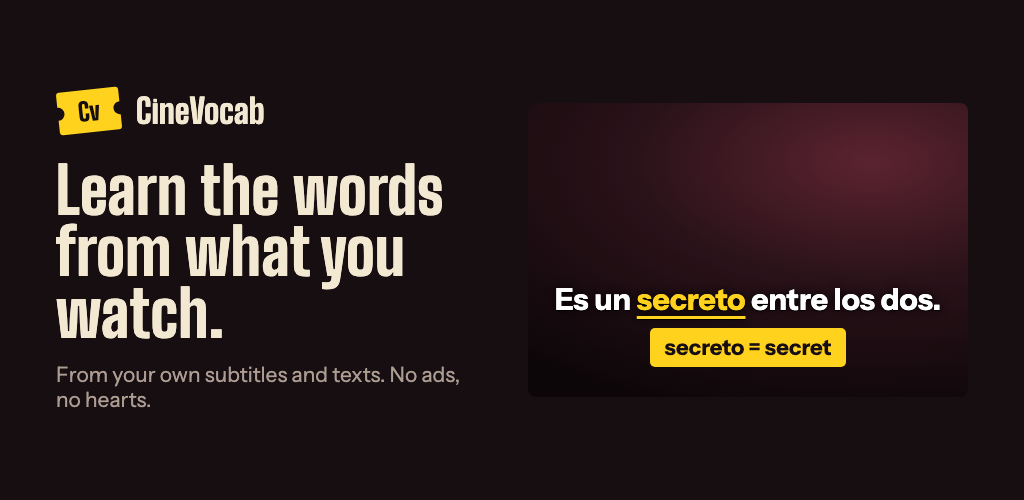 Cv
CineVocab
Learn the words
from what you
watch.
From your own subtitles and texts. No ads,
no hearts.
Es un secreto entre los dos.
secreto = secret